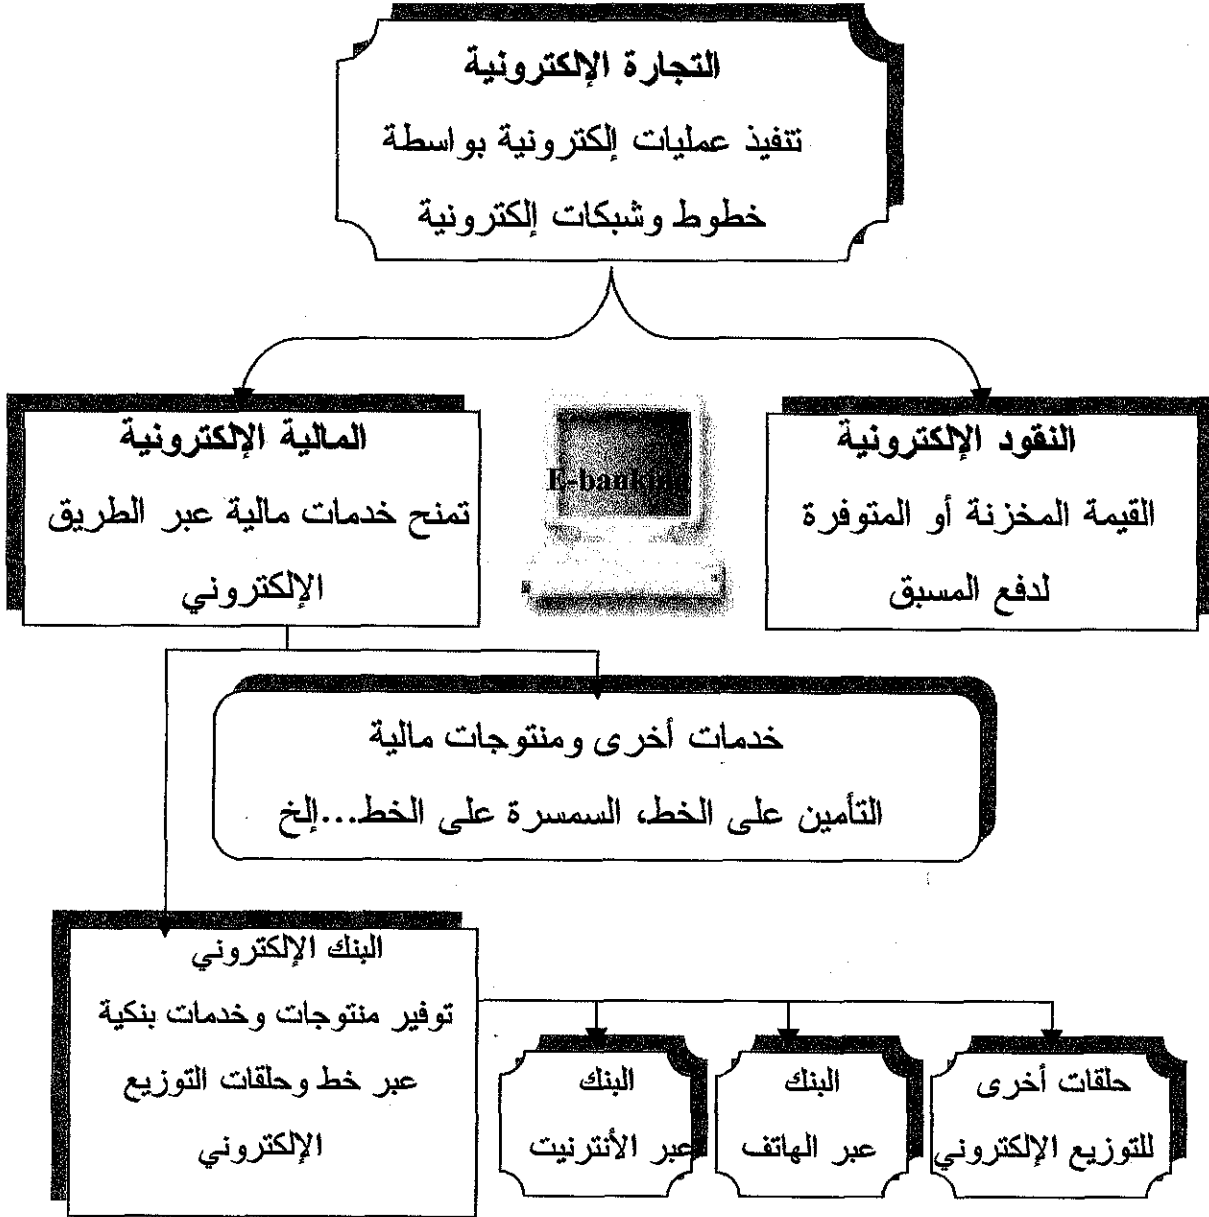 التجارة الإلكترونية
تنفيذ عمليات إلكترونية بواسطة
خطوط وشبكات إلكترونية
النقود الإلكترونية
القيمة المخزنة أو المتوفرة
لدفع المسبق
E-banking
المالية الإلكترونية
تمنح خدمات مالية عبر الطريق
الإلكتروني
خدمات أخرى ومنتوجات مالية
التأمين على الخط، السمسرة على الخط...إلخ
البنك الإلكتروني
توفير منتوجات وخدمات بنكية
عبر خط وحلقات التوزيع
الإلكتروني
حلقات أخرى
للتوزيع الإلكتروني
البنك
عبر الهاتف
البنك
عبر الأنترنيت